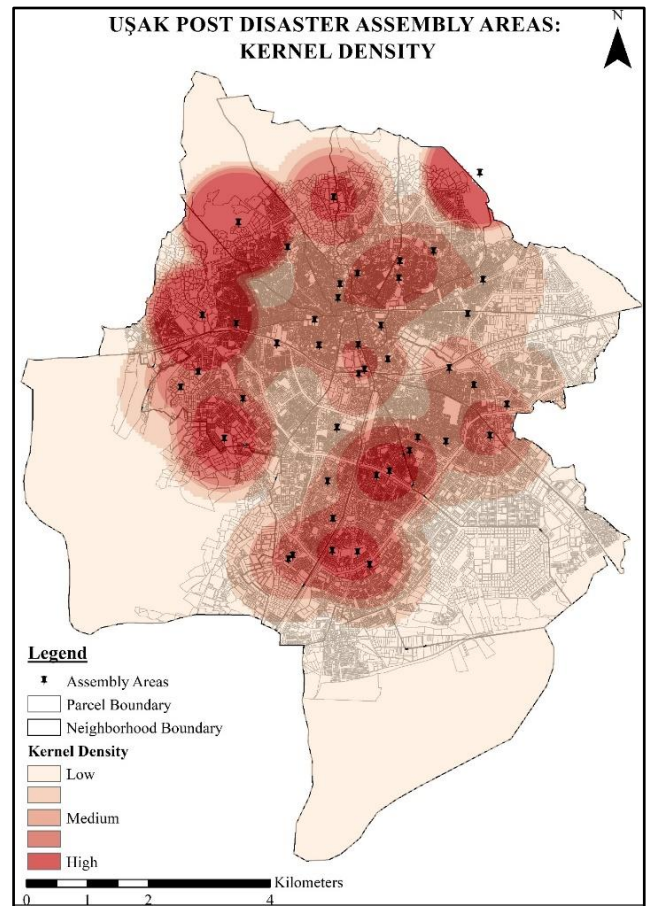 UŞAK POST DISASTER ASSEMBLY AREAS:
KERNEL DENSITY
N
Legend
Assembly Areas
Parcel Boundary
Neighborhood Boundary
Kernel Density
Low
Medium
High
Kilometers
0 1 2 4